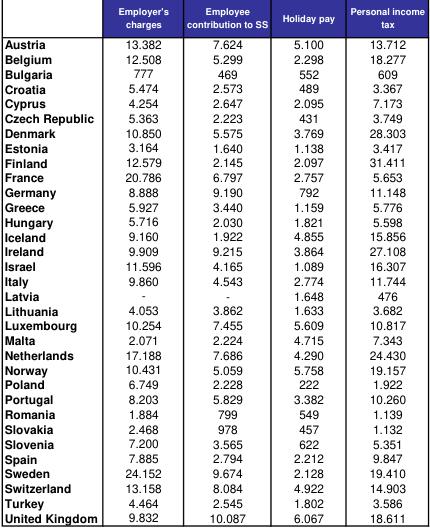 Employer's charges Employee contribution to SS Holiday pay Personal income tax
Austria 13.382 7.624 5.100 13.712
Belgium 12.508 5.299 2.298 18.277
Bulgaria 777 469 552 609
Croatia 5.474 2.573 489 3.367
Cyprus 4.254 2.647 2.095 7.173
Czech Republic 5.363 2.223 431 3.749
Denmark 10.850 5.575 3.769 28.303
Estonia 3.164 1.640 1.138 3.417
Finland 12.579 2.145 2.097 31.411
France 20.786 6.797 2.757 5.653
Germany 8.888 9.190 792 11.148
Greece 5.927 3.440 1.159 5.776
Hungary 5.716 2.030 1.821 5.598
Iceland 9.160 1.922 4.855 15.856
Ireland 9.909 9.215 3.864 27.108
Israel 11.596 4.165 1.089 16.307
Italy 9.860 4.543 2.774 11.744
Latvia - - 1.648 476
Lithuania 4.053 3.862 1.633 3.682
Luxembourg 10.254 7.455 5.609 10.817
Malta 2.071 2.224 4.715 7.343
Netherlands 17.188 7.686 4.290 24.430
Norway 10.431 5.059 5.758 19.157
Poland 6.749 2.228 222 1.922
Portugal 8.203 5.829 3.382 10.260
Romania 1.884 799 549 1.139
Slovakia 2.468 978 457 1.132
Slovenia 7.200 3.565 622 5.351
Spain 7.885 2.794 2.212 9.847
Sweden 24.152 9.674 2.128 19.410
Switzerland 13.158 8.084 4.922 14.903
Turkey 4.464 2.545 1.802 3.586
United Kingdom 9.832 10.087 6.067 18.611